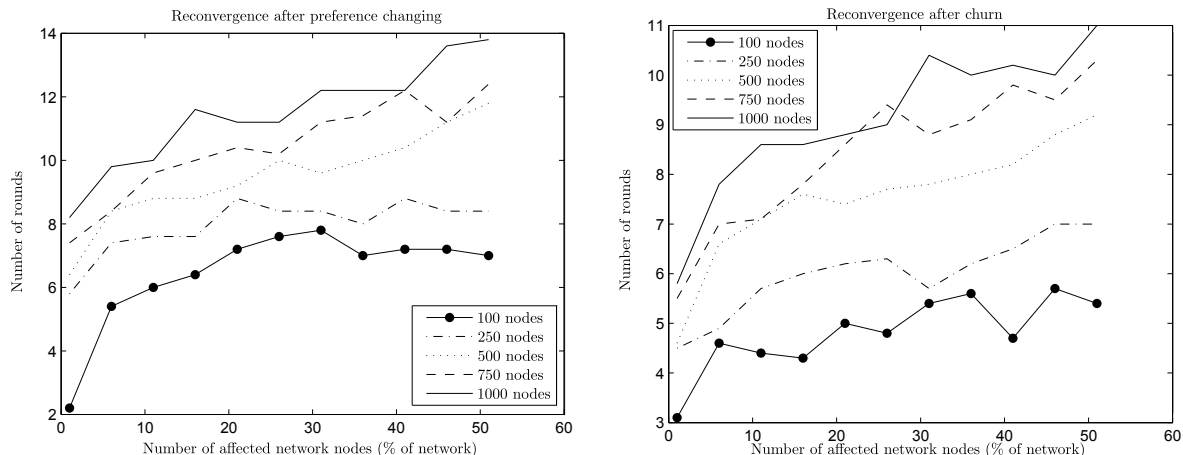 Reconvergence after preference changing
14
12
10
8
6
4
2
0 10 20 30 40 50 60
Number of rounds
Number of affected network nodes (% of network)
100 nodes
250 nodes
500 nodes
750 nodes
1000 nodes
Reconvergence after churn
11
10
9
8
7
6
5
4
3
0 10 20 30 40 50 60
Number of rounds
Number of affected network nodes (% of network)
100 nodes
250 nodes
500 nodes
750 nodes
1000 nodes